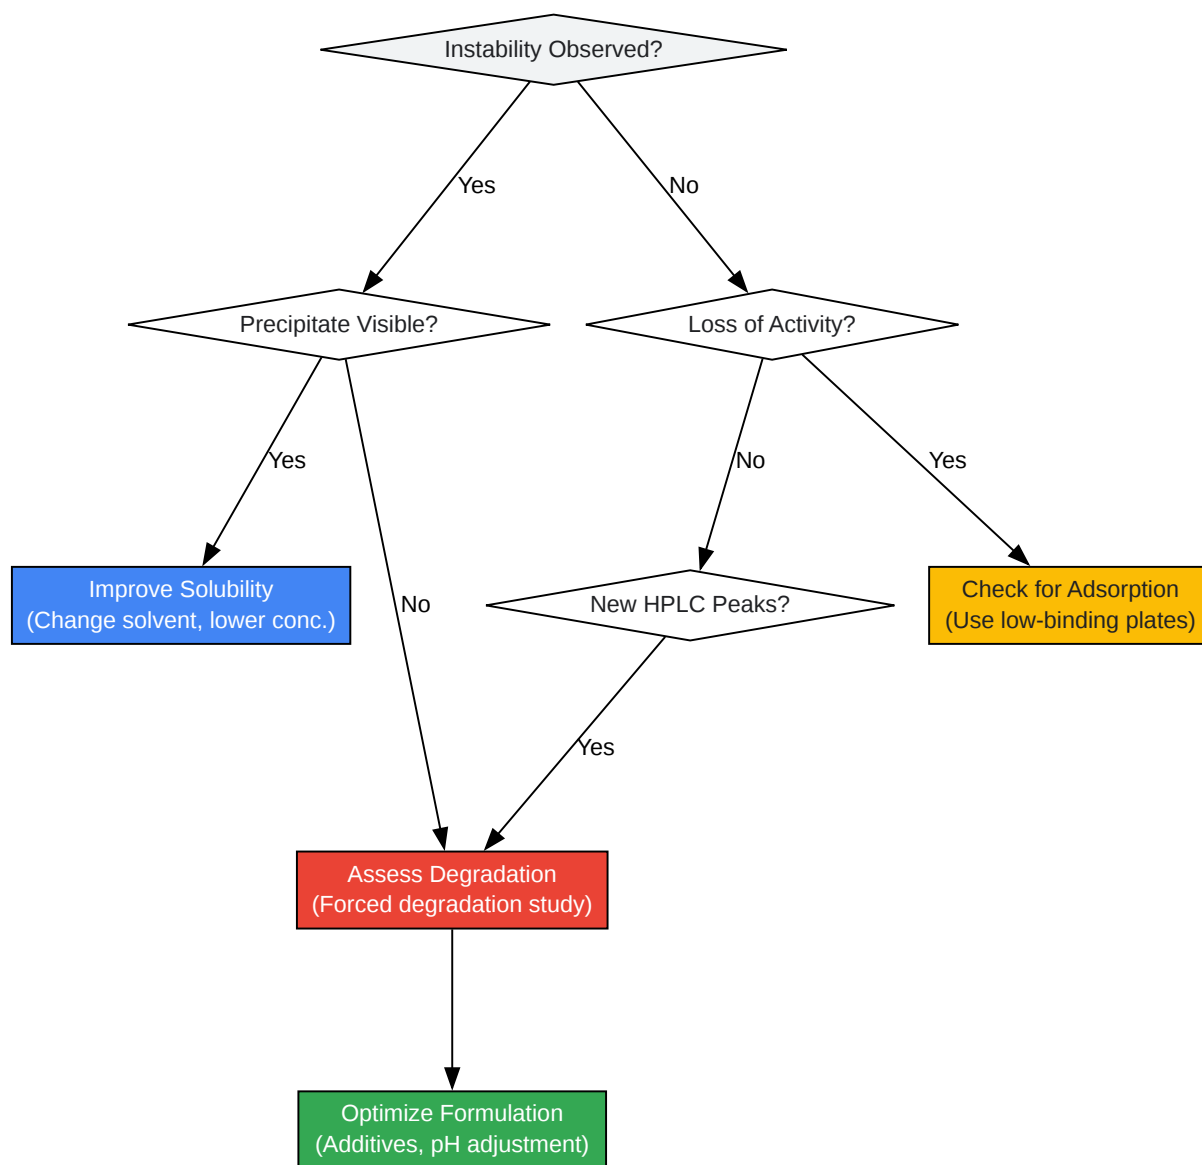 Instability Observed?
Yes
No
Precipitate Visible?
Loss of Activity?
Yes
No
Yes
Improve Solubility
(Change solvent, lower conc.)
No
New HPLC Peaks?
Check for Adsorption
(Use low-binding plates)
Yes
Assess Degradation
(Forced degradation study)
Optimize Formulation
(Additives, pH adjustment)